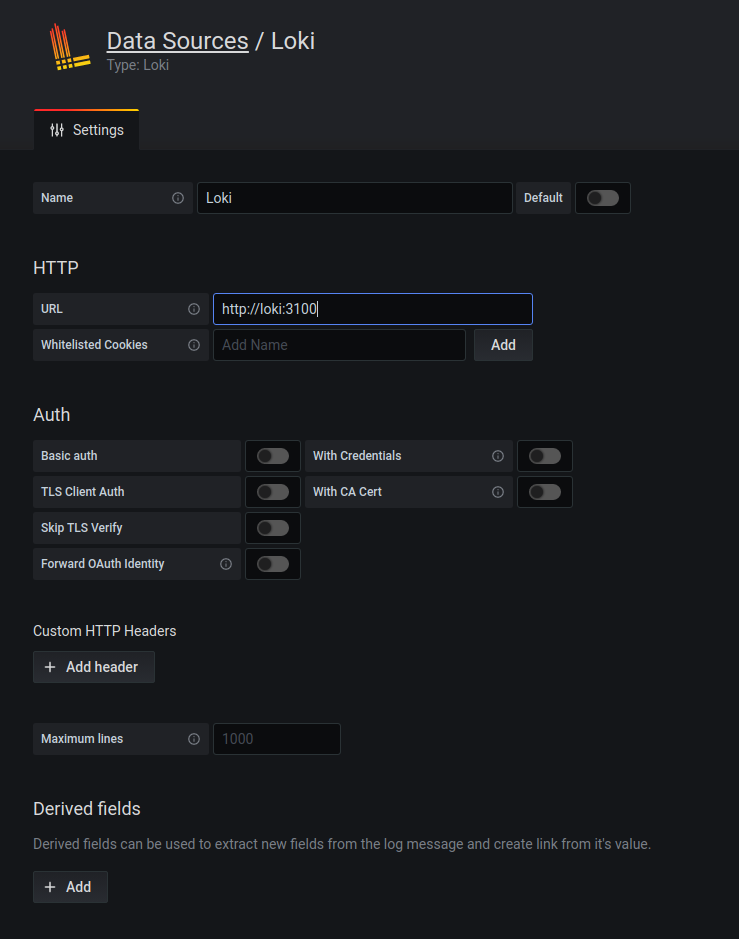 Data Sources / Loki
Type: Loki
Settings
Name Loki Default
HTTP
URL http://loki:3100
Whitelisted Cookies Add Name Add
Auth
Basic auth With Credentials
TLS Client Auth With CA Cert
Skip TLS Verify
Forward OAuth Identity
Custom HTTP Headers
+ Add header
Maximum lines 1000
Derived fields
Derived fields can be used to extract new fields from the log message and create link from it's value.
+ Add